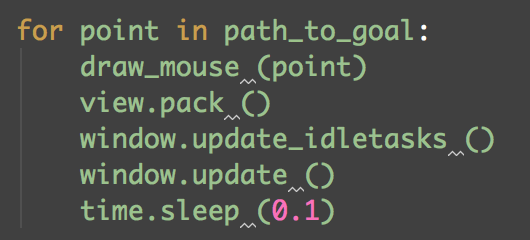 for point in path_to_goal:
    draw_mouse (point)
    view.pack ()
    window.update_idletasks ()
    window.update ()
    time.sleep (0.1)